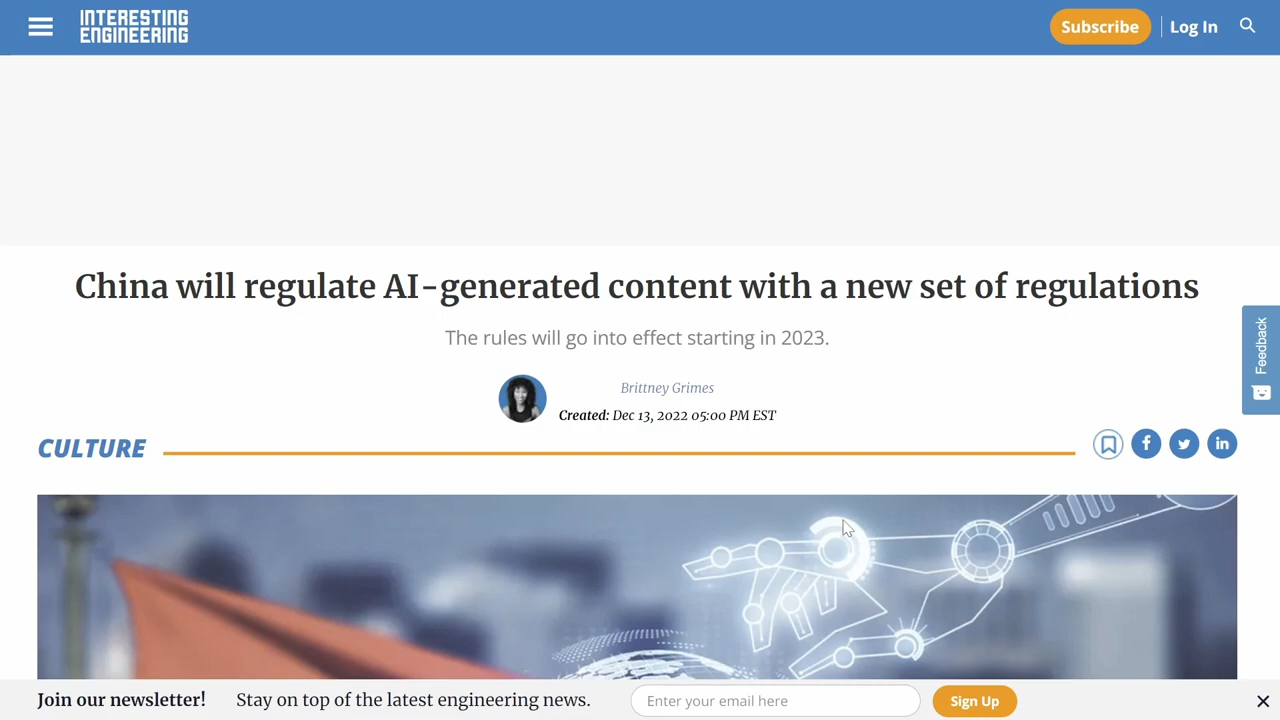 INTERESTING
ENGINEERING
Subscribe
Log In
China will regulate AI-generated content with a new set of regulations
The rules will go into effect starting in 2023.
Brittney Grimes
Created: Dec 13, 2022 05:00 PM EST
Feedback
CULTURE
Join our newsletter! Stay on top of the latest engineering news. Enter your email here Sign Up